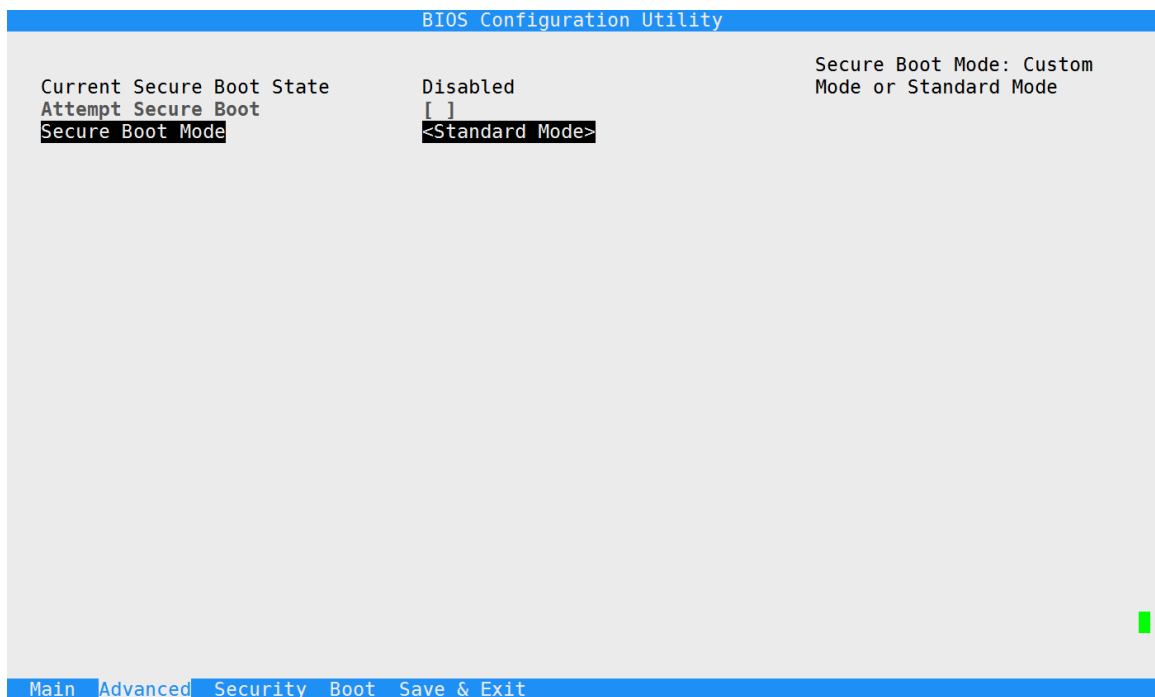 BIOS Configuration Utility
Secure Boot Mode: Custom
Current Secure Boot State Disabled Mode or Standard Mode
Attempt Secure Boot [ ]
Secure Boot Mode <Standard Mode>
Main Advanced Security Boot Save & Exit